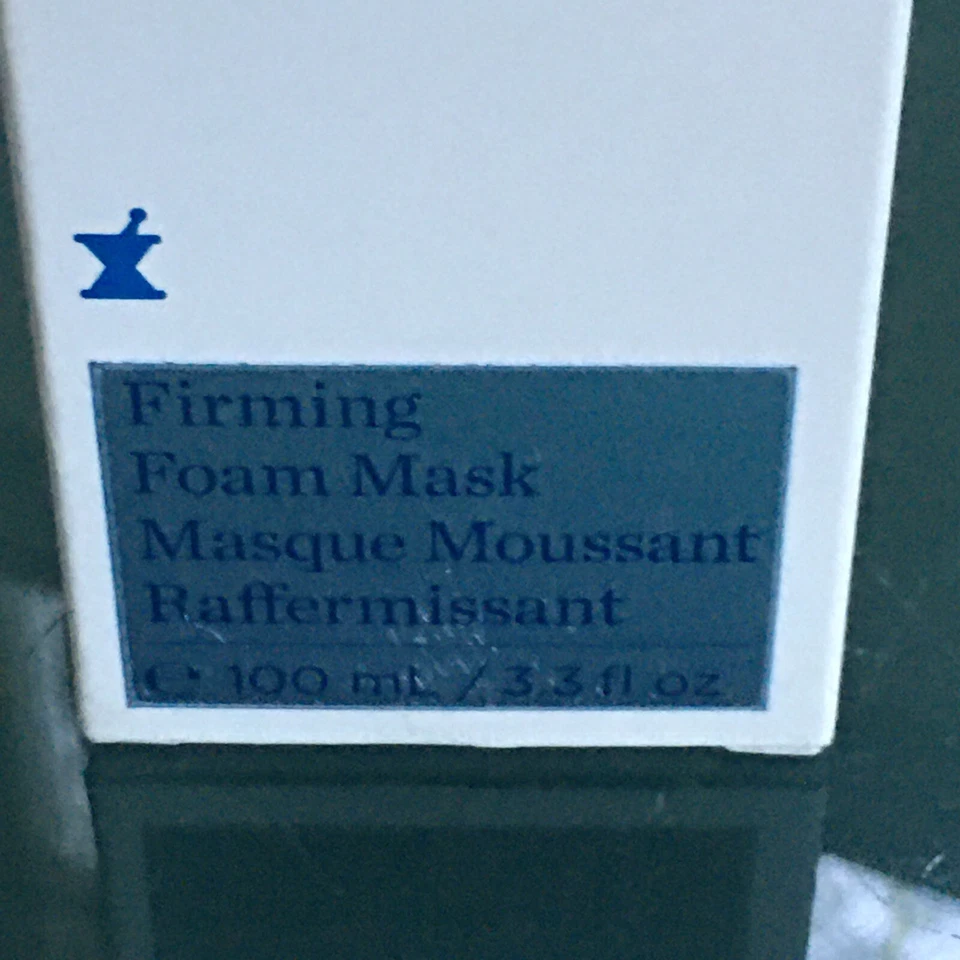 Firming
Foam Mask
Masque Moussant
Raffermissant
℮ 100 mL / 3.3 fl oz